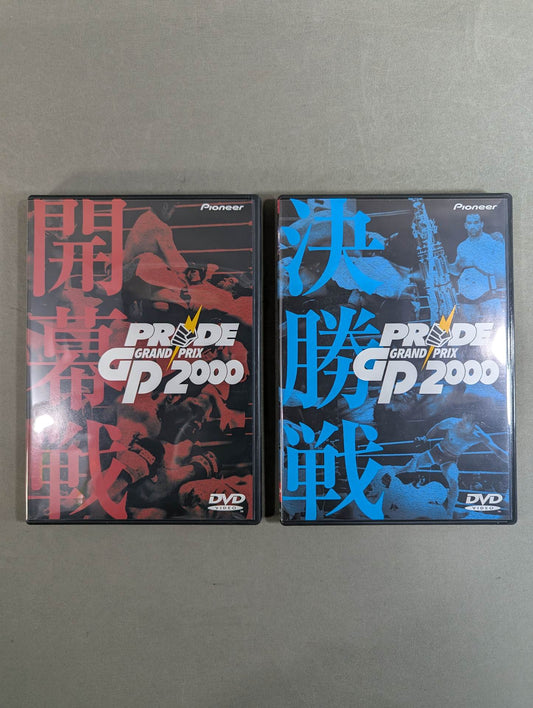 Pioneer
開幕戦
PRIDE
GRAND PRIX
GP 2000
DVD
VIDEO
Pioneer
決勝戦
PRIDE
GRAND PRIX
GP 2000
DVD
VIDEO